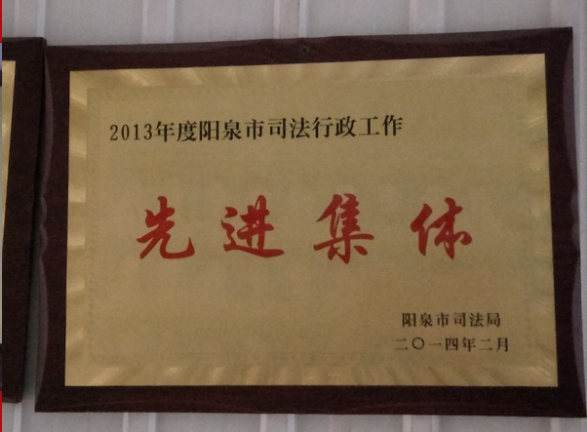 2013年度阳泉市司法行政工作
先进集体
阳泉市司法局
二〇一四年二月